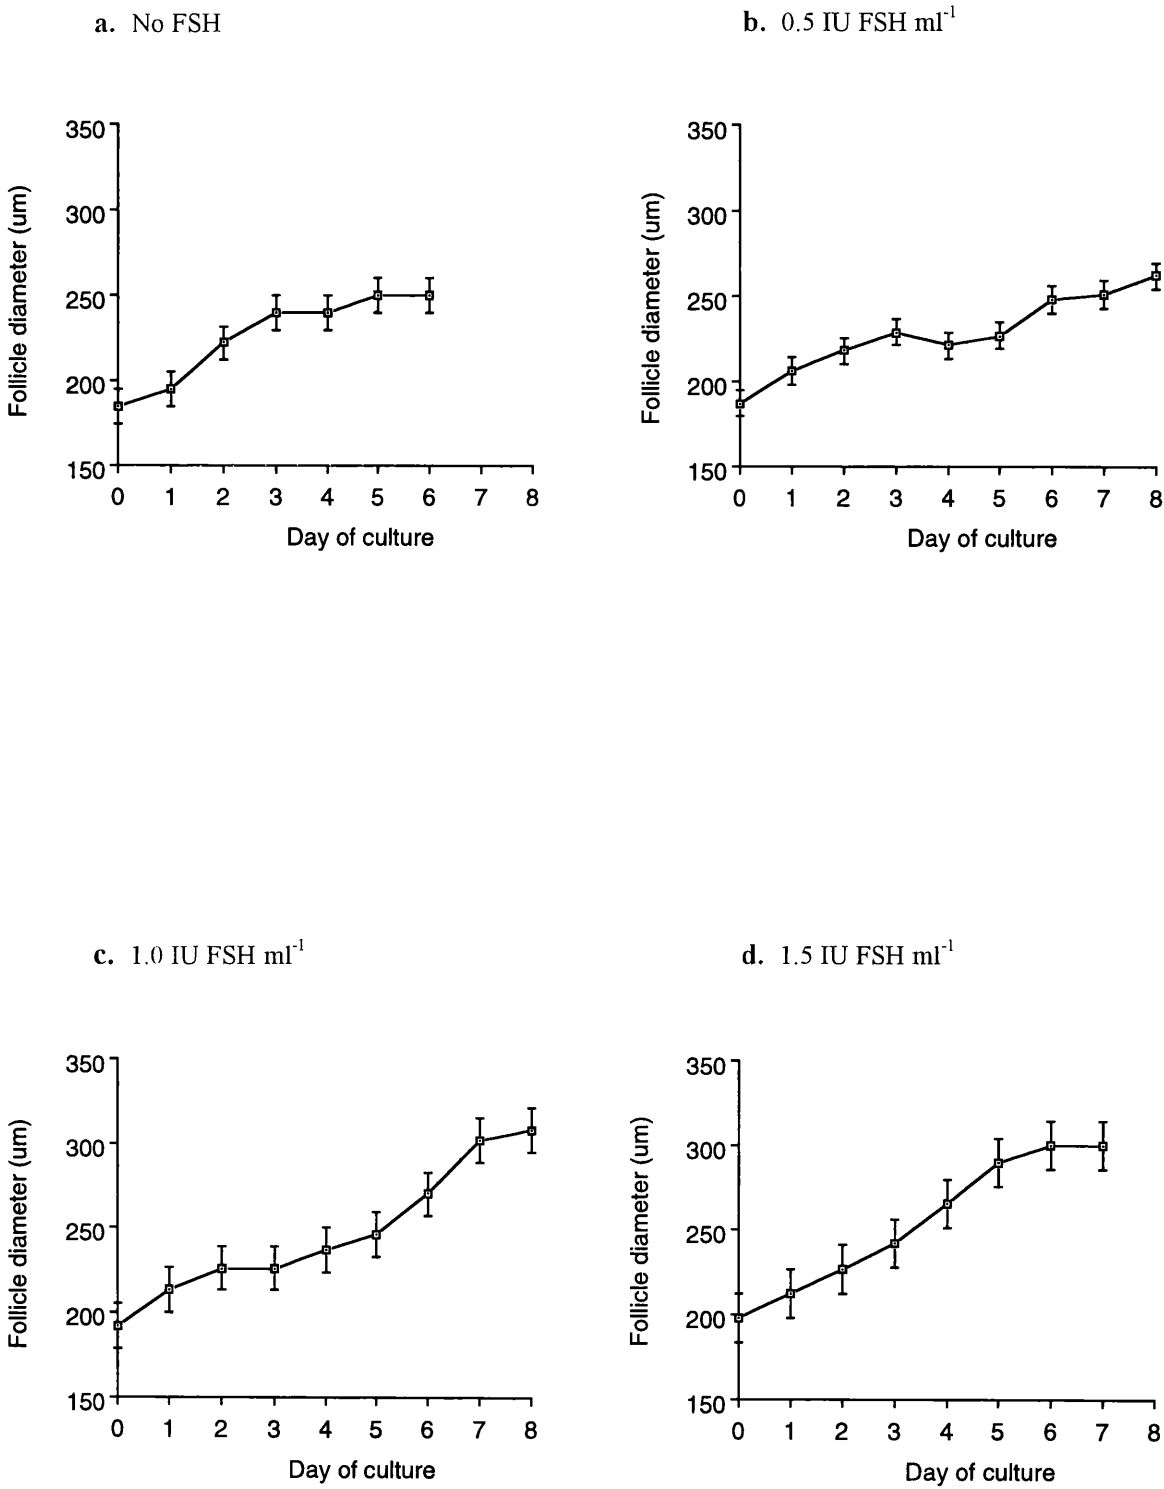 a. No FSH
b. 0.5 IU FSH ml⁻¹
350
300
250
200
150
0 1 2 3 4 5 6 7 8
Follicle diameter (um)
Day of culture
350
300
250
200
150
0 1 2 3 4 5 6 7 8
Follicle diameter (um)
Day of culture
c. 1.0 IU FSH ml⁻¹
d. 1.5 IU FSH ml⁻¹
350
300
250
200
150
0 1 2 3 4 5 6 7 8
Follicle diameter (um)
Day of culture
350
300
250
200
150
0 1 2 3 4 5 6 7 8
Follicle diameter (um)
Day of culture